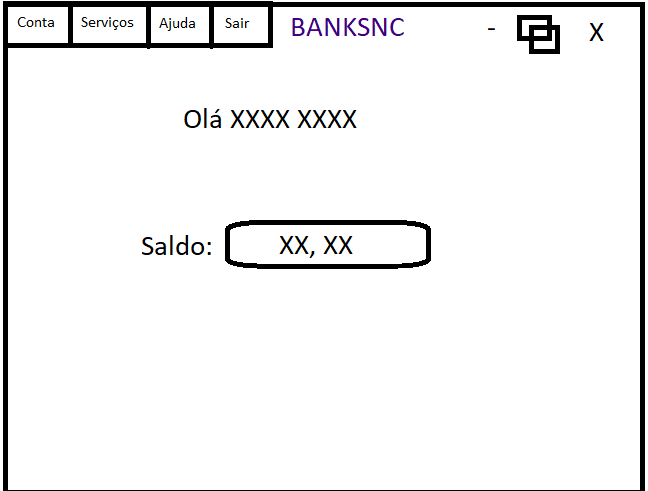 Conta Serviços Ajuda Sair BANKSNC - X
Olá XXXX XXXX
Saldo: XX, XX